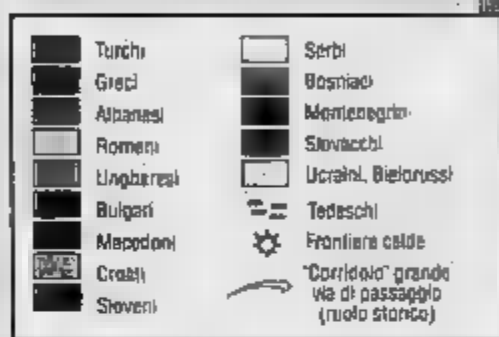 Turchi
Greci
Albanesi
Romeni
Ungheresi
Bulgari
Macedoni
Croati
Sloveni
Serbi
Bosniaci
Montenegrini
Slovacchi
Ucraini, Bielorussi
Tedeschi
Frontiere calde
"Corridoio" grande
via di passaggio
(ruolo storico)